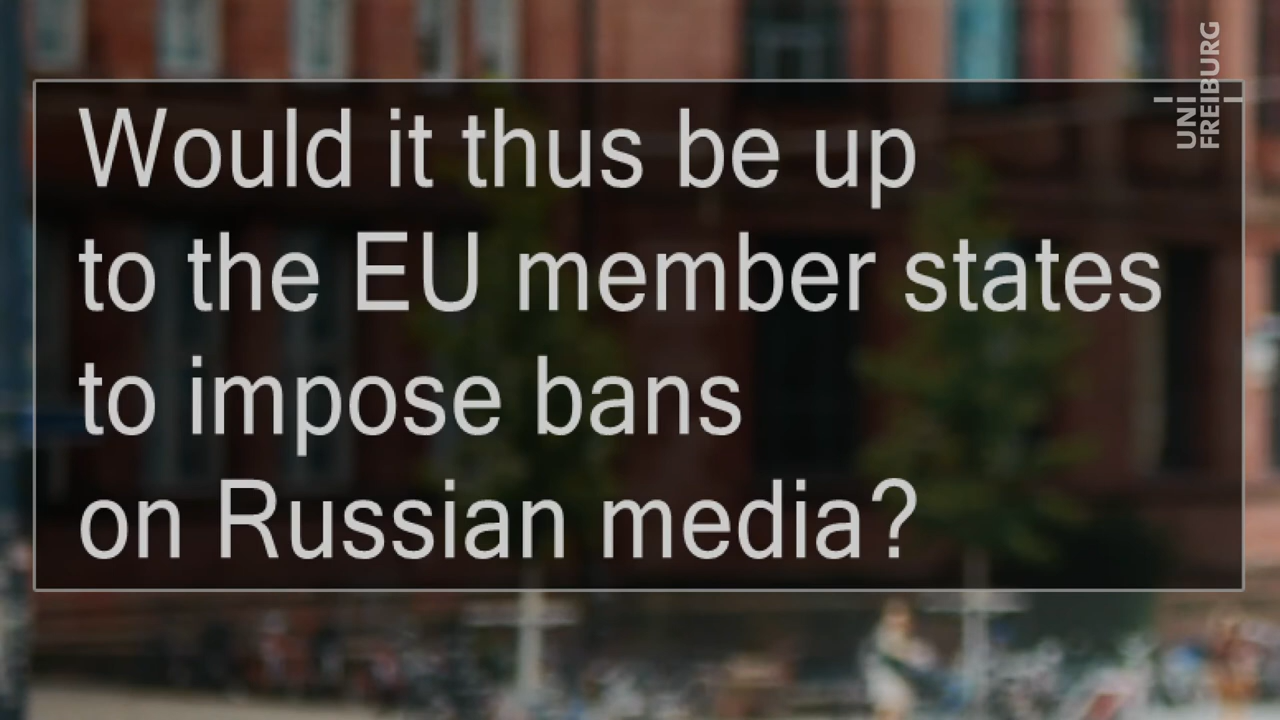 UNI
FREIBURG
Would it thus be up
to the EU member states
to impose bans
on Russian media?